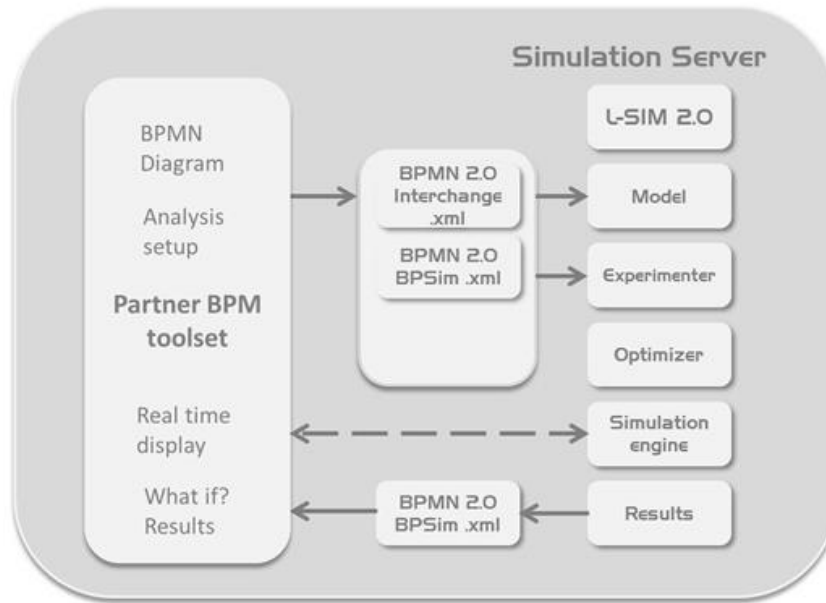 Simulation Server
BPMN
Diagram
Analysis
setup
Partner BPM
toolset
Real time
display
What if?
Results
BPMN 2.0
Interchange
.xml
BPMN 2.0
BPSim .xml
BPMN 2.0
BPSim .xml
L-SIM 2.0
Model
Experimenter
Optimizer
Simulation
engine
Results